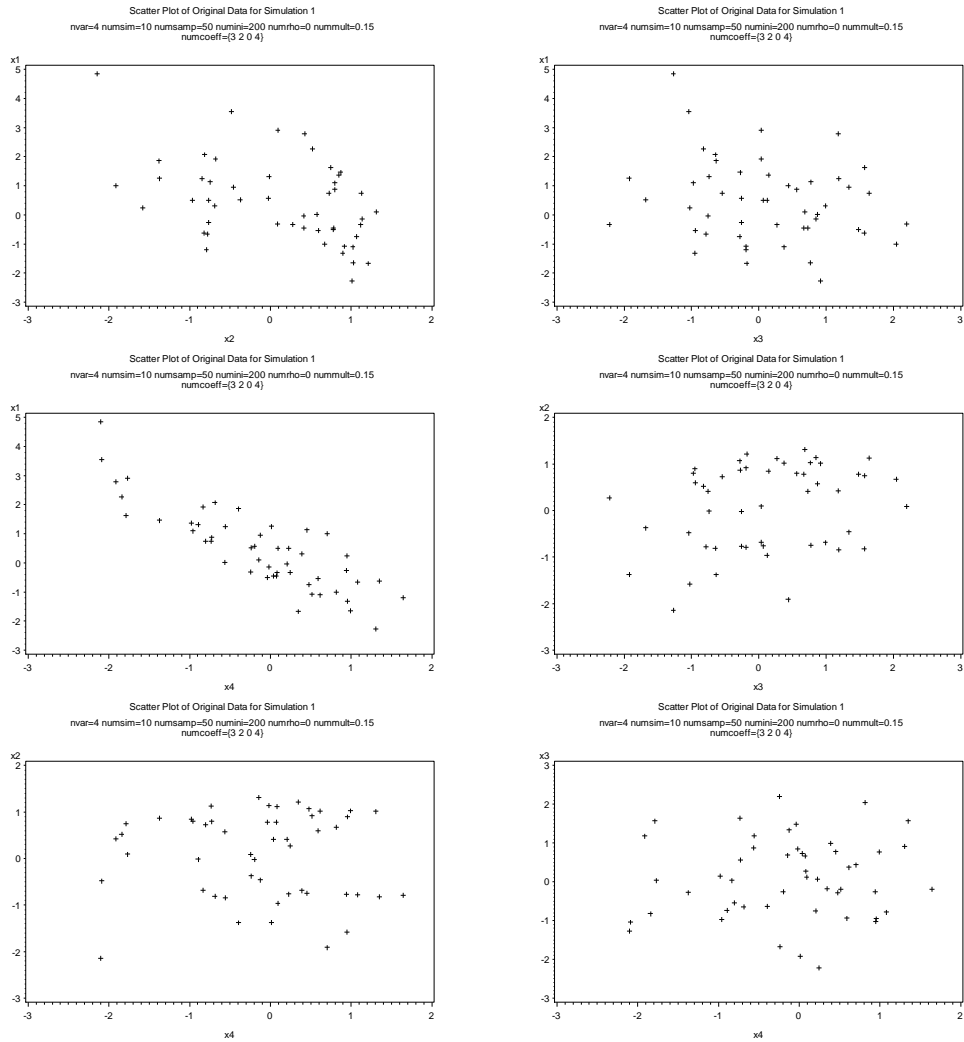 Scatter Plot of Original Data for Simulation 1
nvar=4 numsim=10 numsamp=50 numini=200 numrho=0 nummult=0.15
numcoeff={3 2 0 4}
x1
5
4
3
2
1
0
-1
-2
-3
-3 -2 -1 0 1 2
x2
Scatter Plot of Original Data for Simulation 1
nvar=4 numsim=10 numsamp=50 numini=200 numrho=0 nummult=0.15
numcoeff={3 2 0 4}
x1
5
4
3
2
1
0
-1
-2
-3
-3 -2 -1 0 1 2 3
x3
Scatter Plot of Original Data for Simulation 1
nvar=4 numsim=10 numsamp=50 numini=200 numrho=0 nummult=0.15
numcoeff={3 2 0 4}
x1
5
4
3
2
1
0
-1
-2
-3
-3 -2 -1 0 1 2
x4
Scatter Plot of Original Data for Simulation 1
nvar=4 numsim=10 numsamp=50 numini=200 numrho=0 nummult=0.15
numcoeff={3 2 0 4}
x2
2
1
0
-1
-2
-3
-3 -2 -1 0 1 2 3
x3
Scatter Plot of Original Data for Simulation 1
nvar=4 numsim=10 numsamp=50 numini=200 numrho=0 nummult=0.15
numcoeff={3 2 0 4}
x2
2
1
0
-1
-2
-3
-3 -2 -1 0 1 2
x4
Scatter Plot of Original Data for Simulation 1
nvar=4 numsim=10 numsamp=50 numini=200 numrho=0 nummult=0.15
numcoeff={3 2 0 4}
x3
3
2
1
0
-1
-2
-3
-3 -2 -1 0 1 2
x4